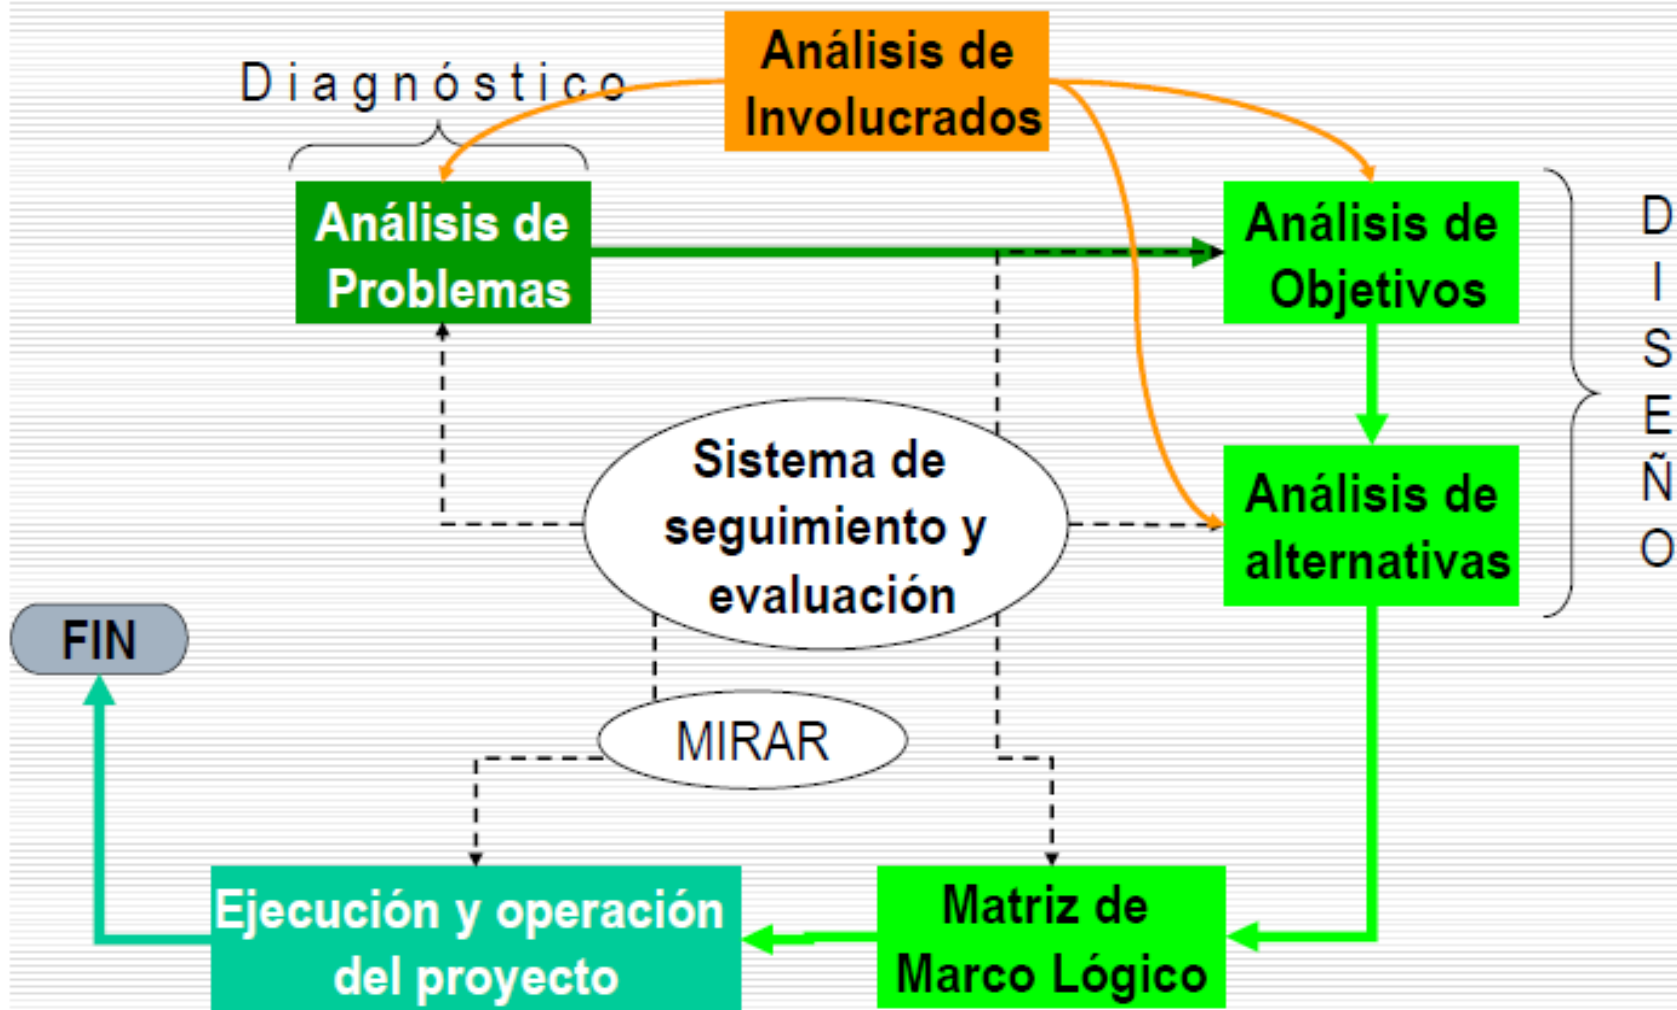 Análisis de
Involucrados
Diagnóstico
Análisis de
Problemas
Análisis de
Objetivos
DISEÑO
Sistema de
seguimiento y
evaluación
Análisis de
alternativas
FIN
MIRAR
Ejecución y operación
del proyecto
Matriz de
Marco Lógico